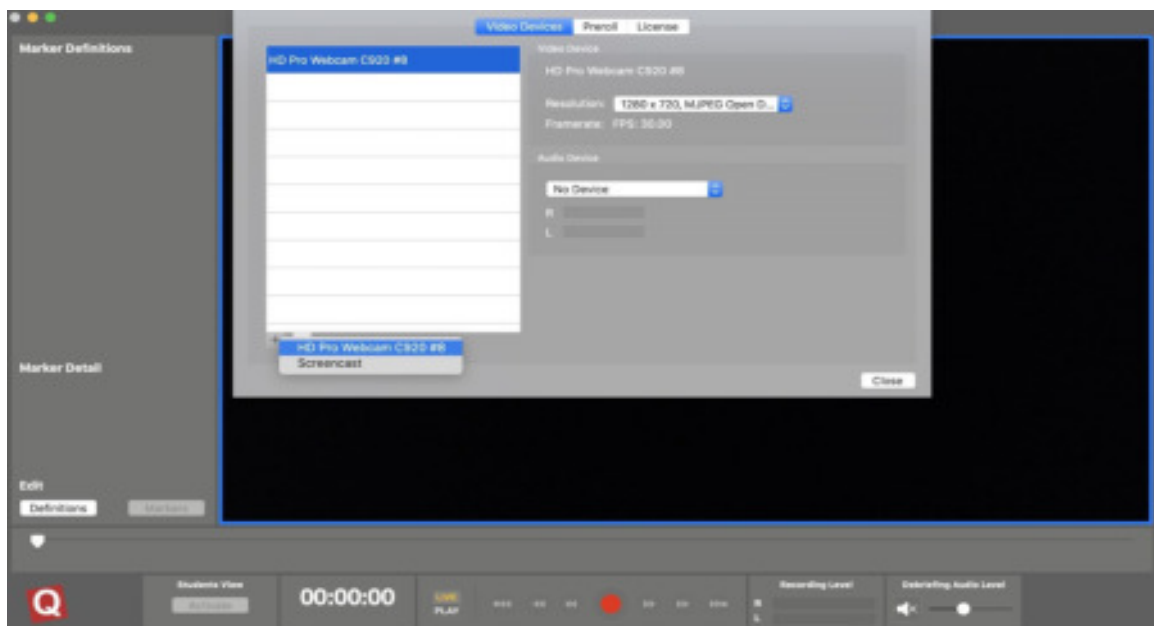 Video Devices Preroll License
Marker Definitions
Video Device
HD Pro Webcam C920 #8
HD Pro Webcam C920 #8
Resolution: 1280 x 720, MJPEG Open D...
Framerate: FPS: 30.00
Audio Device
No Device
R
L
+
HD Pro Webcam C920 #8
Screencast
Marker Detail
Close
Edit
Definitions Markers
Students View
Activate
00:00:00
LIVE
PLAY
Recording Level
R
L
Debriefing Audio Level
Q